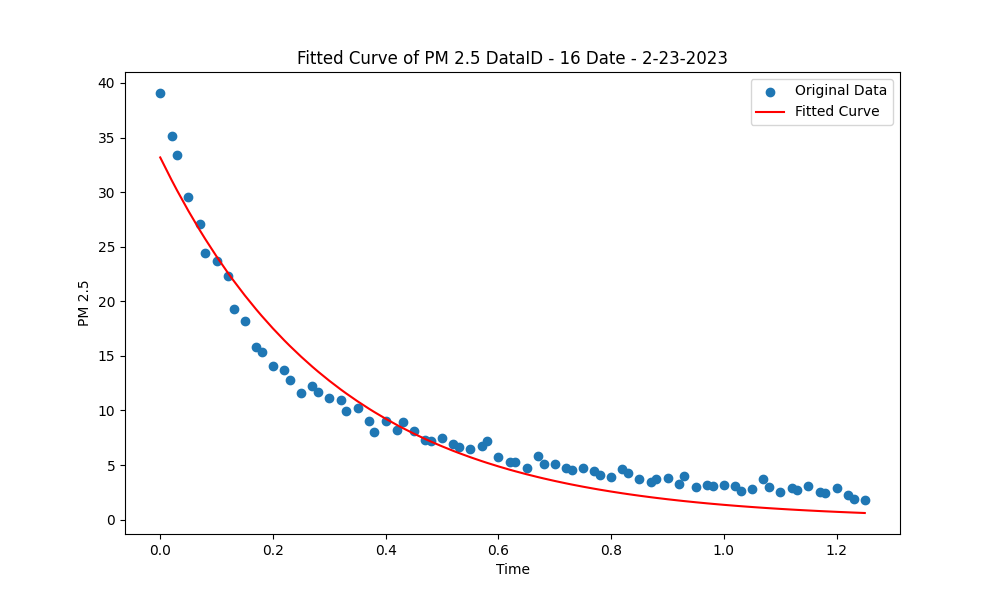 Fitted Curve of PM 2.5 DataID - 16 Date - 2-23-2023
Original Data
Fitted Curve
PM 2.5
40
35
30
25
20
15
10
5
0
0.0 0.2 0.4 0.6 0.8 1.0 1.2
Time